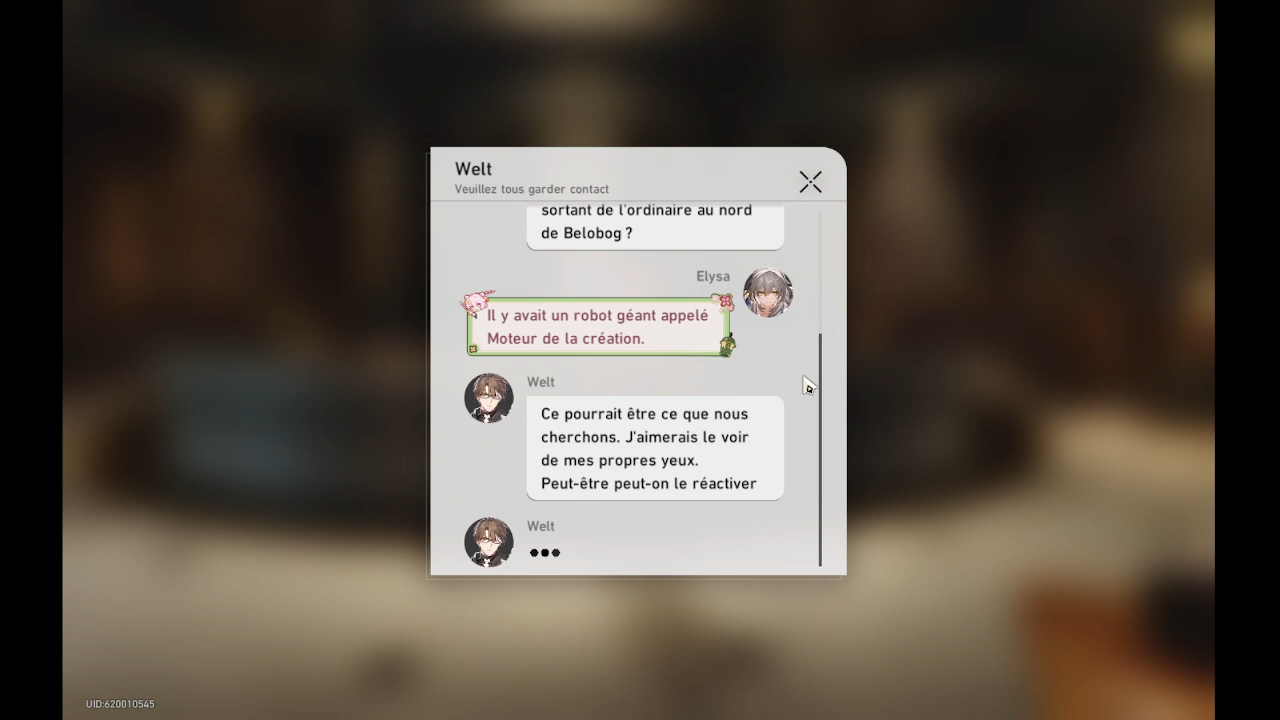 Welt
Veuillez tous garder contact
sortant de l'ordinaire au nord
de Belobog ?
Elysa
Il y avait un robot géant appelé
Moteur de la création.
Welt
Ce pourrait être ce que nous
cherchons. J'aimerais le voir
de mes propres yeux.
Peut-être peut-on le réactiver
Welt
UID:620010545